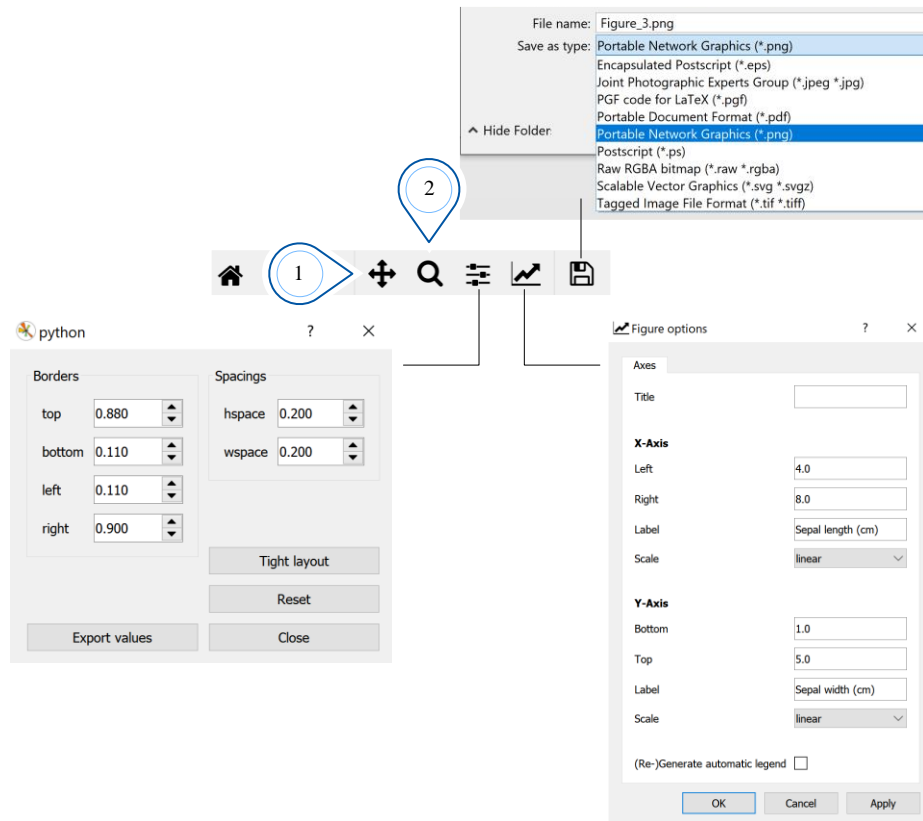 File name: Figure_3.png
Save as type: Portable Network Graphics (*.png)
Encapsulated Postscript (*.eps)
Joint Photographic Experts Group (*.jpeg *.jpg)
PGF code for LaTeX (*.pgf)
Portable Document Format (*.pdf)
Hide Folder
Portable Network Graphics (*.png)
Postscript (*.ps)
Raw RGBA bitmap (*.raw *.rgba)
Scalable Vector Graphics (*.svg *.svgz)
Tagged Image File Format (*.tif *.tiff)
2
1
python ? ×
Borders
top 0.880
bottom 0.110
left 0.110
right 0.900
Spacings
hspace 0.200
wspace 0.200
Tight layout
Reset
Export values
Close
Figure options ? ×
Axes
Title
X-Axis
Left 4.0
Right 8.0
Label Sepal length (cm)
Scale linear
Y-Axis
Bottom 1.0
Top 5.0
Label Sepal width (cm)
Scale linear
(Re-)Generate automatic legend
OK Cancel Apply